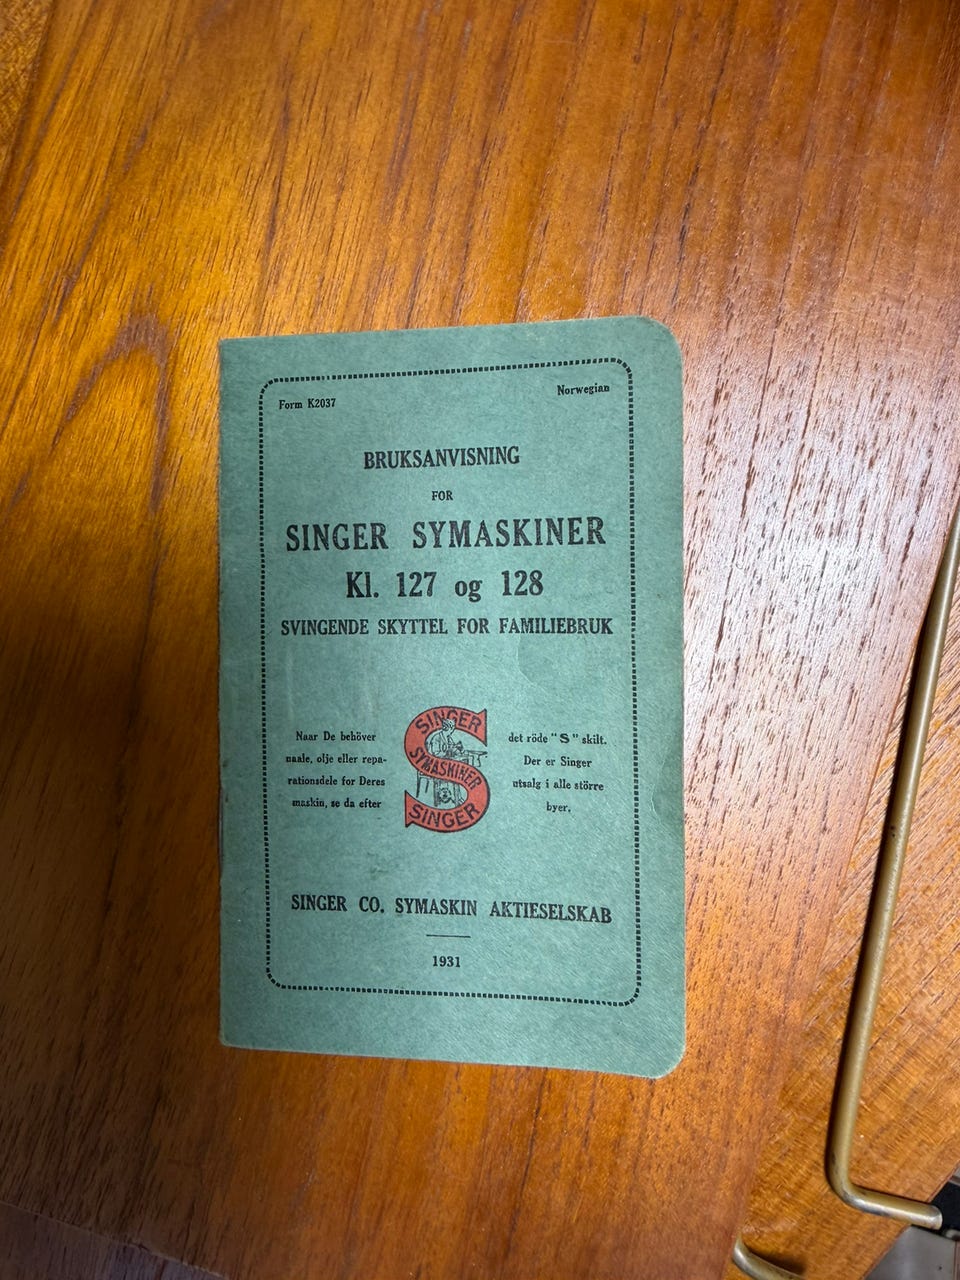 Form K2037
Norwegian
BRUKSANVISNING
FOR
SINGER SYMASKINER
Kl. 127 og 128
SVINGENDE SKYTTEL FOR FAMILIEBRUK
Naar De behöver
naale, olje eller repa-
rationsdele for Deres
maskin, se da efter
SINGER
SYMASKINER
SINGER
det röde "S" skilt.
Der er Singer
utsalg i alle större
byer.
SINGER CO. SYMASKIN AKTIESELSKAB
1931